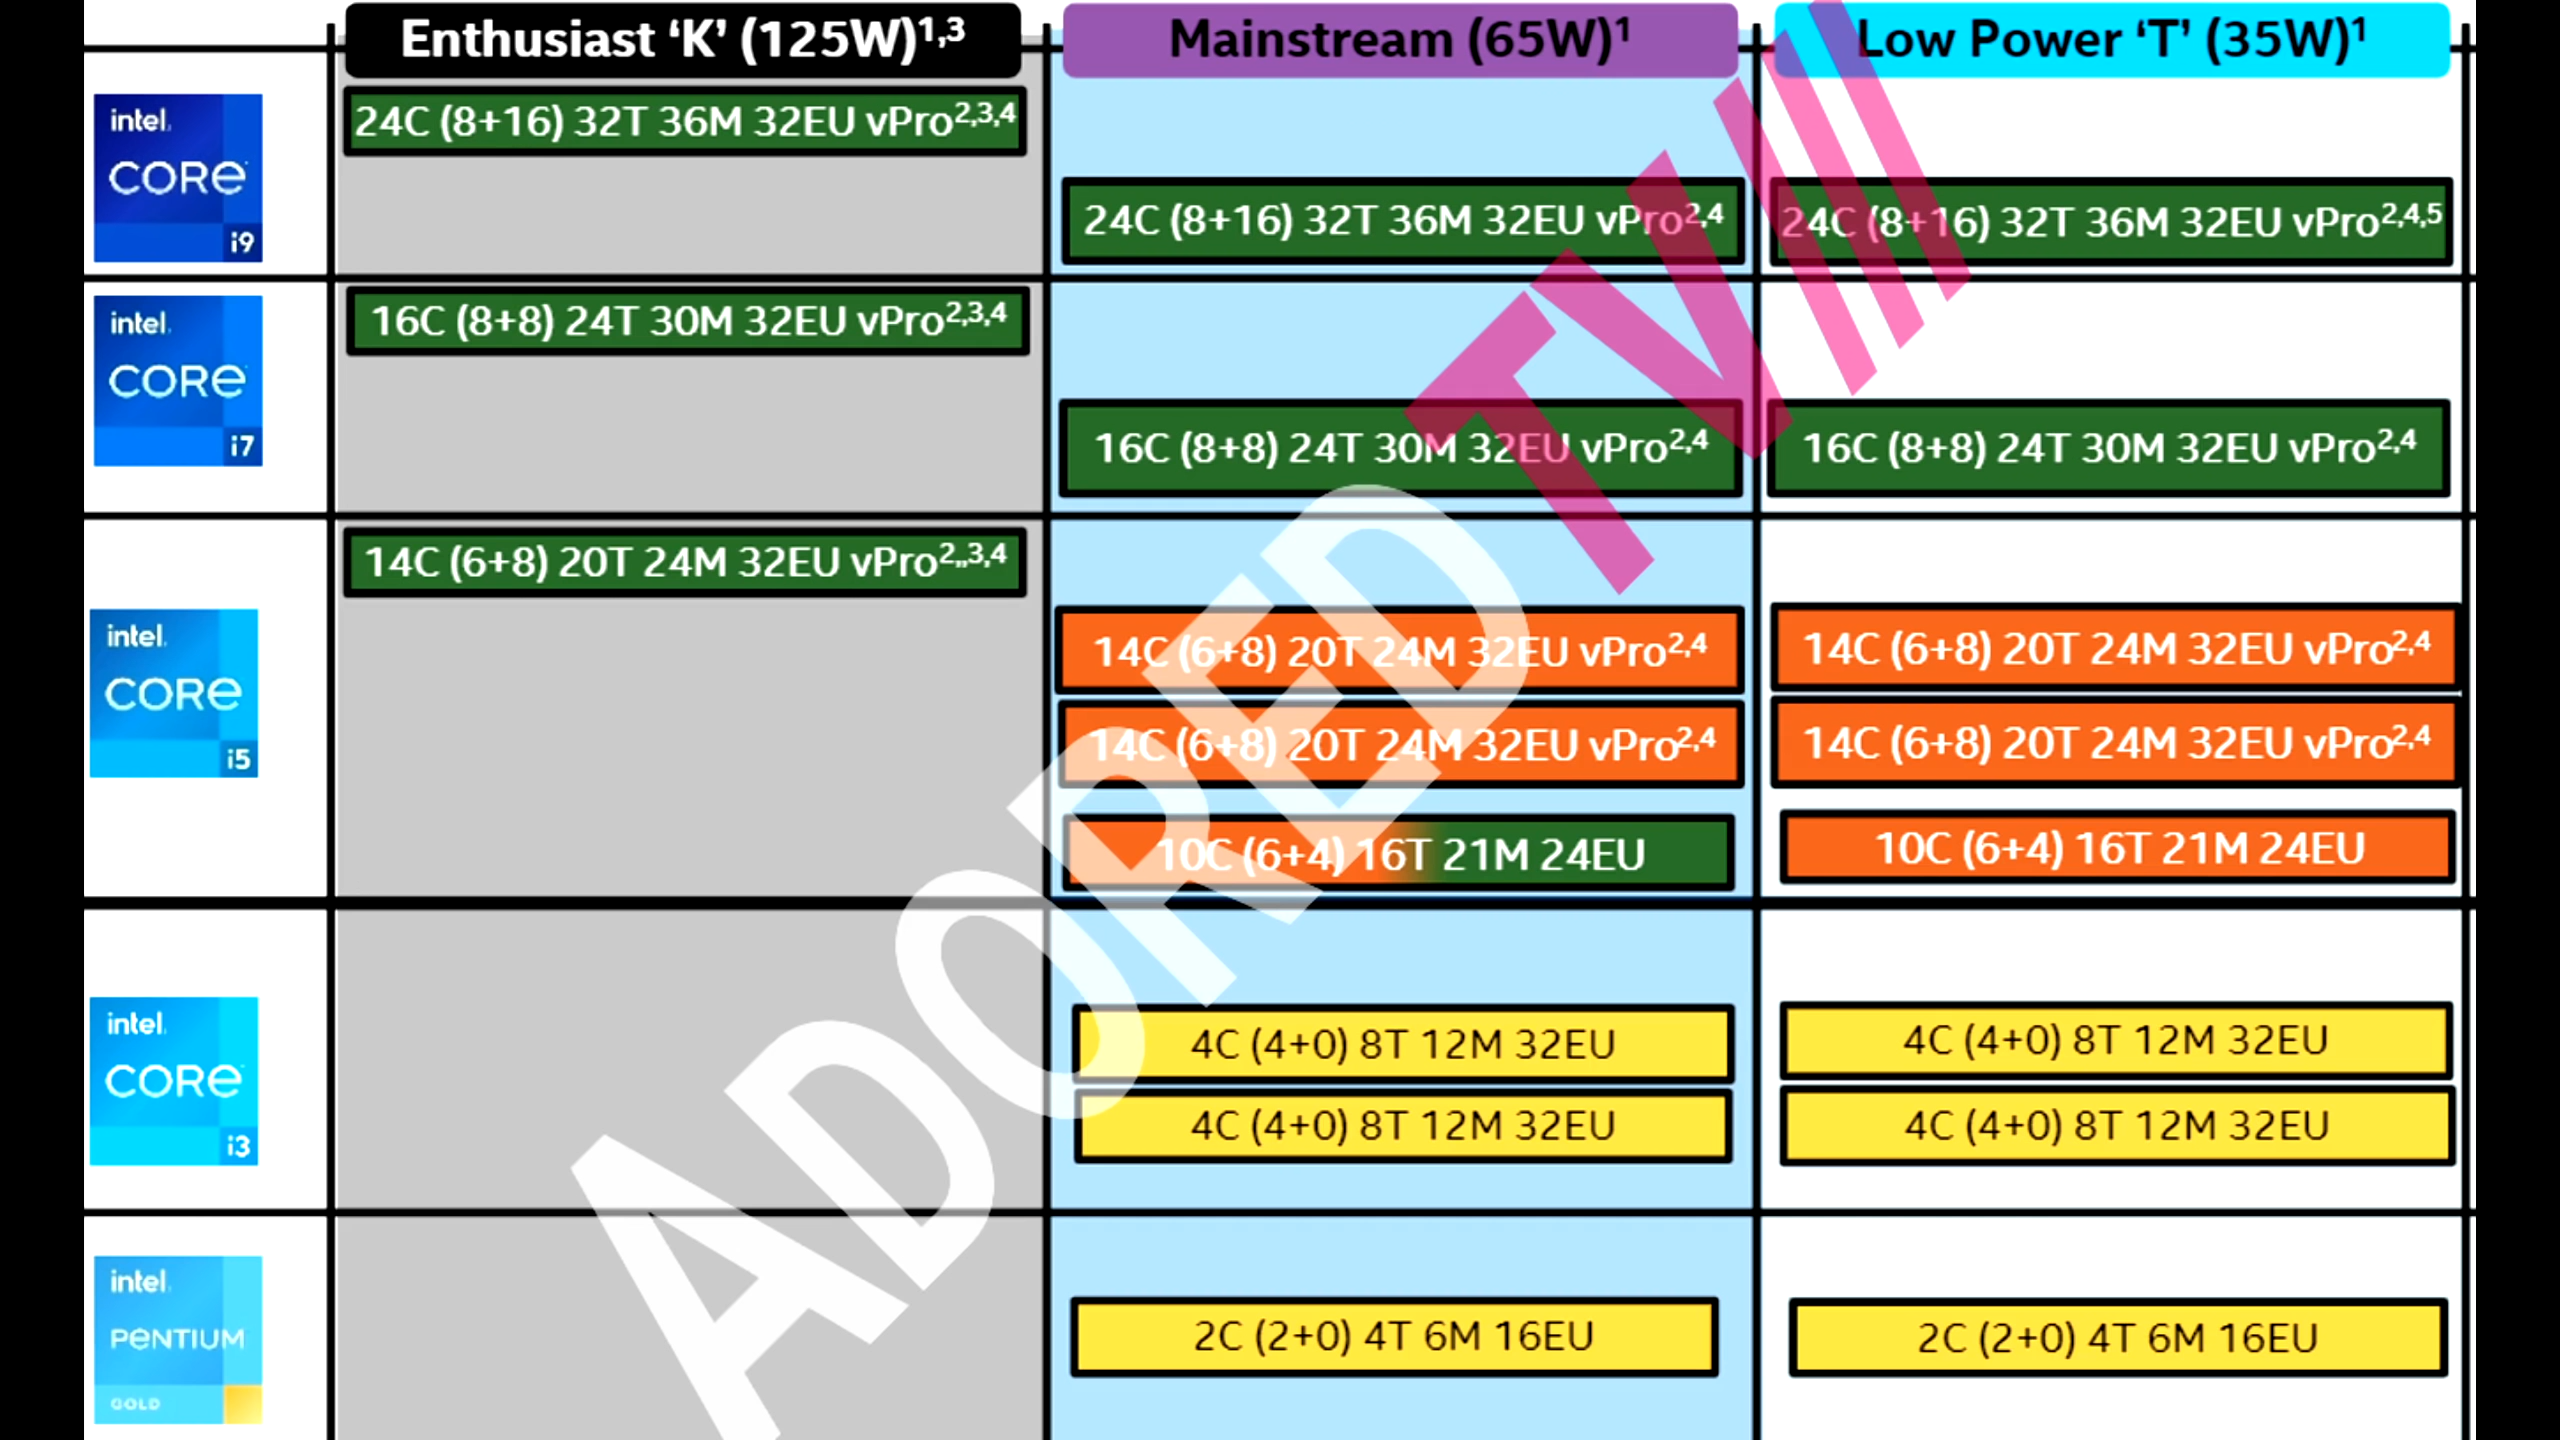 Enthusiast ‘K’ (125W)¹,³
Mainstream (65W)¹
Low Power ‘T’ (35W)¹
intel.
CORE
i9
24C (8+16) 32T 36M 32EU vPro²,³,⁴
24C (8+16) 32T 36M 32EU vPro²,⁴
24C (8+16) 32T 36M 32EU vPro²,⁴,⁵
intel.
CORE
i7
16C (8+8) 24T 30M 32EU vPro²,³,⁴
16C (8+8) 24T 30M 32EU vPro²,⁴
16C (8+8) 24T 30M 32EU vPro²,⁴
intel.
CORE
i5
14C (6+8) 20T 24M 32EU vPro²,,³,⁴
14C (6+8) 20T 24M 32EU vPro²,⁴
14C (6+8) 20T 24M 32EU vPro²,⁴
14C (6+8) 20T 24M 32EU vPro²,⁴
14C (6+8) 20T 24M 32EU vPro²,⁴
10C (6+4) 16T 21M 24EU
10C (6+4) 16T 21M 24EU
intel.
CORE
i3
4C (4+0) 8T 12M 32EU
4C (4+0) 8T 12M 32EU
4C (4+0) 8T 12M 32EU
4C (4+0) 8T 12M 32EU
intel.
PENTIUM
GOLD
2C (2+0) 4T 6M 16EU
2C (2+0) 4T 6M 16EU
ADOREDTV///